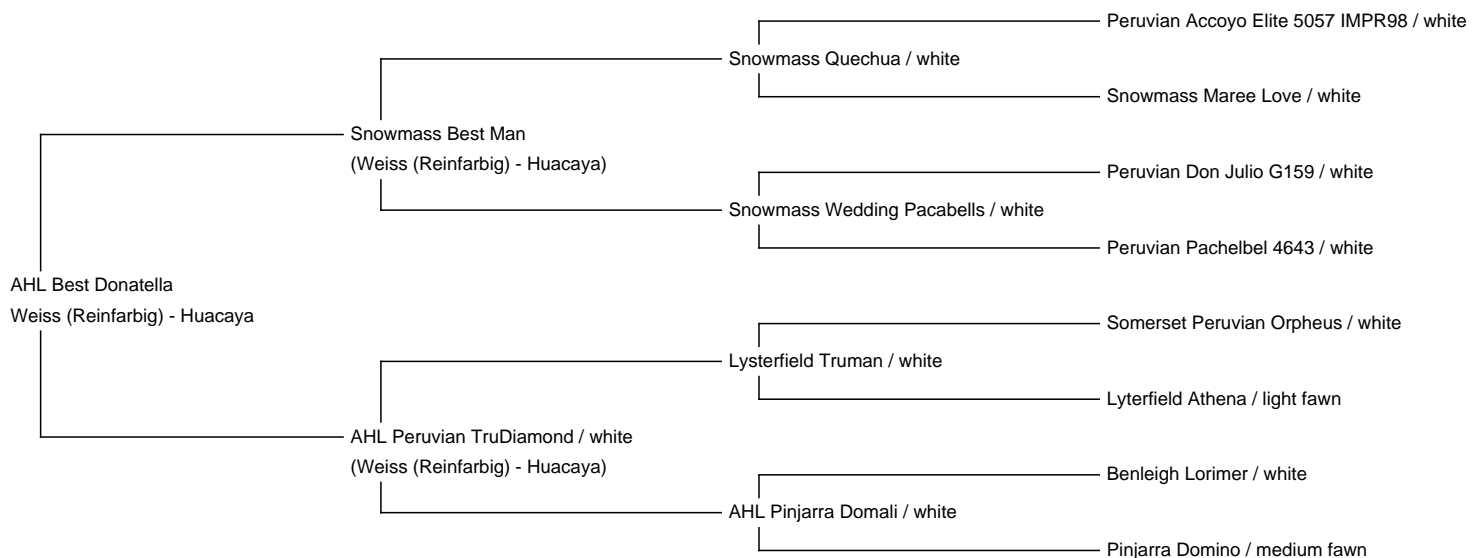 Peruvian Accoyo Elite 5057 IMPR98 / white
Snowmass Quechua / white
Snowmass Maree Love / white
Snowmass Best Man
(Weiss (Reinfarbig) - Huacaya)
Peruvian Don Julio G159 / white
Snowmass Wedding Pacabells / white
Peruvian Pachelbel 4643 / white
AHL Best Donatella
Weiss (Reinfarbig) - Huacaya
Somerset Peruvian Orpheus / white
Lysterfield Truman / white
Lyterfield Athena / light fawn
AHL Peruvian TruDiamond / white
(Weiss (Reinfarbig) - Huacaya)
Benleigh Lorimer / white
AHL Pinjarra Domali / white
Pinjarra Domino / medium fawn